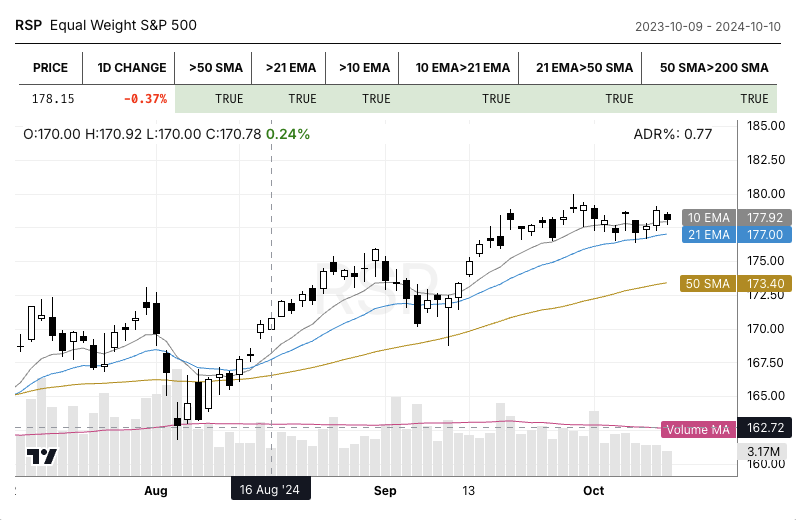 RSP Equal Weight S&P 500 2023-10-09 - 2024-10-10
PRICE 1D CHANGE >50 SMA >21 EMA >10 EMA 10 EMA>21 EMA 21 EMA>50 SMA 50 SMA>200 SMA
178.15 -0.37% TRUE TRUE TRUE TRUE TRUE TRUE
O:170.00 H:170.92 L:170.00 C:170.78 0.24% ADR%: 0.77
185.00
182.50
180.00
10 EMA 177.92
21 EMA 177.00
175.00
50 SMA 173.40
172.50
RSP
170.00
167.50
165.00
Volume MA 162.72
3.17M
160.00
Aug 16 Aug '24 Sep 13 Oct